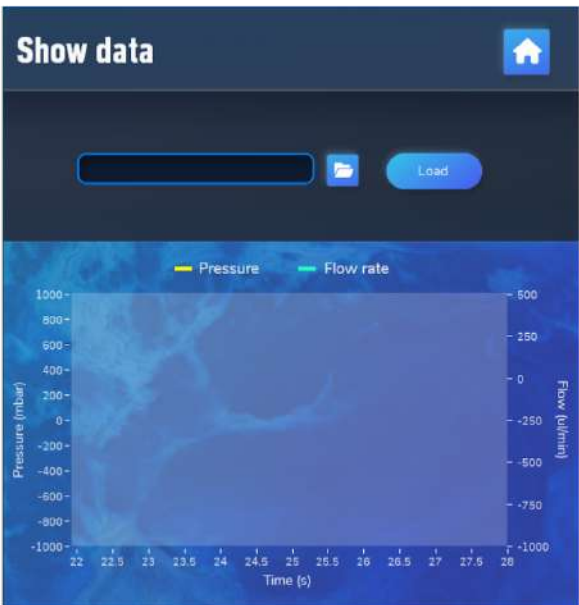 Show data
Load
Pressure
Flow rate
Pressure (mbar)
1000
800
600
400
200
0
-200
-400
-600
-800
-1000
500
250
0
-250
-500
-750
-1000
Flow (ul/min)
22 22.5 23 23.5 24 24.5 25 25.5 26 26.5 27 27.5 28
Time (s)